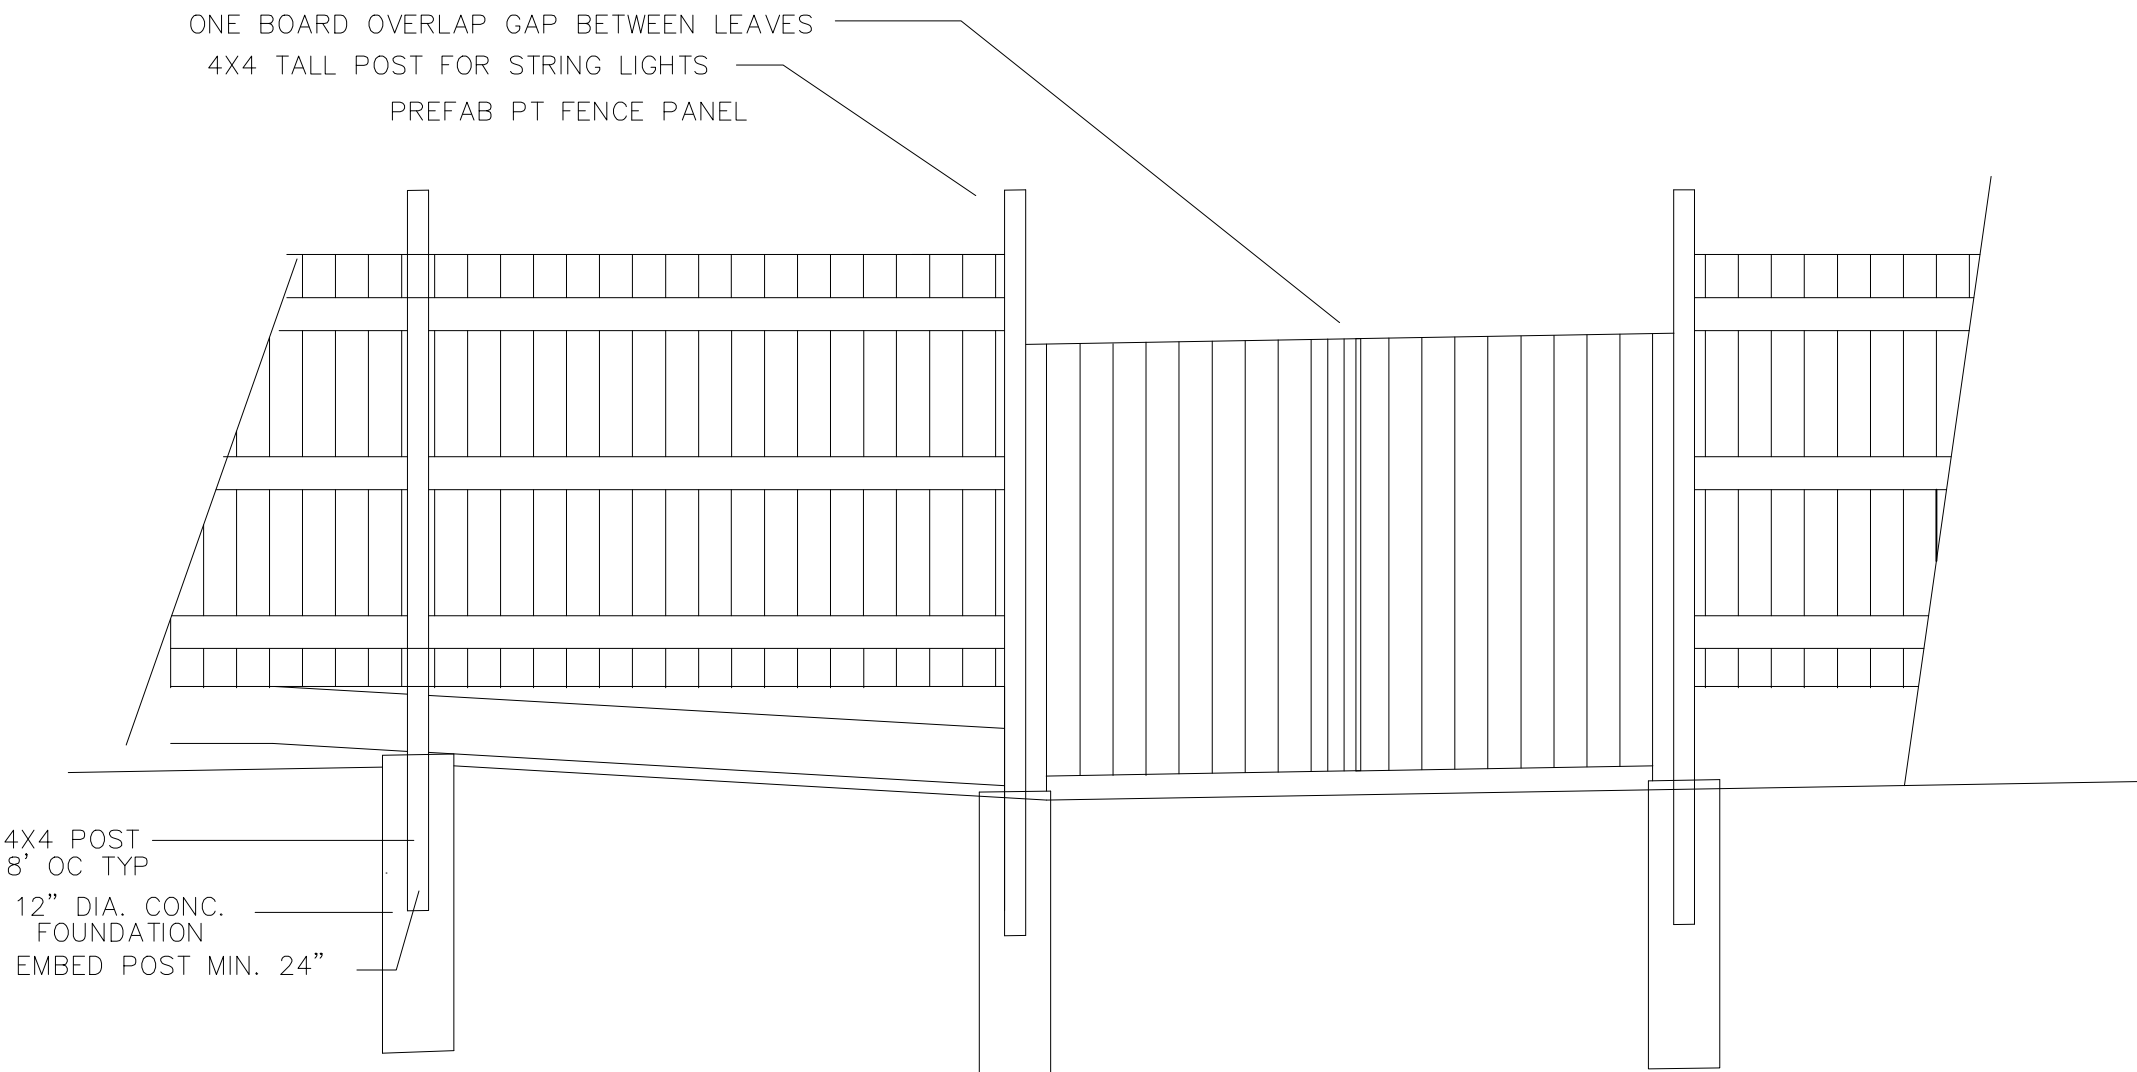 ONE BOARD OVERLAP GAP BETWEEN LEAVES
4X4 TALL POST FOR STRING LIGHTS
PREFAB PT FENCE PANEL
4X4 POST
8' OC TYP
12" DIA. CONC.
FOUNDATION
EMBED POST MIN. 24"